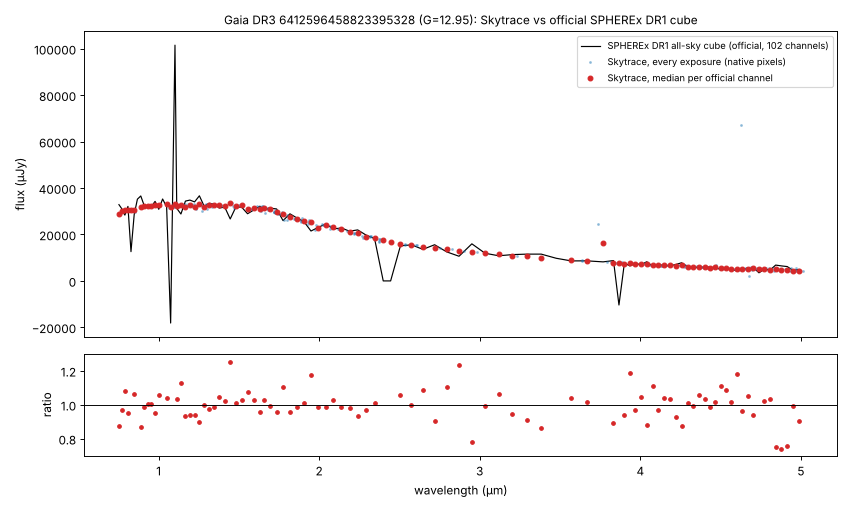 Gaia DR3 6412596458823395328 (G=12.95): Skytrace vs official SPHEREx DR1 cube
SPHEREx DR1 all-sky cube (official, 102 channels)
Skytrace, every exposure (native pixels)
Skytrace, median per official channel
flux (µJy)
100000
80000
60000
40000
20000
0
−20000
ratio
1.2
1.0
0.8
1 2 3 4 5
wavelength (µm)